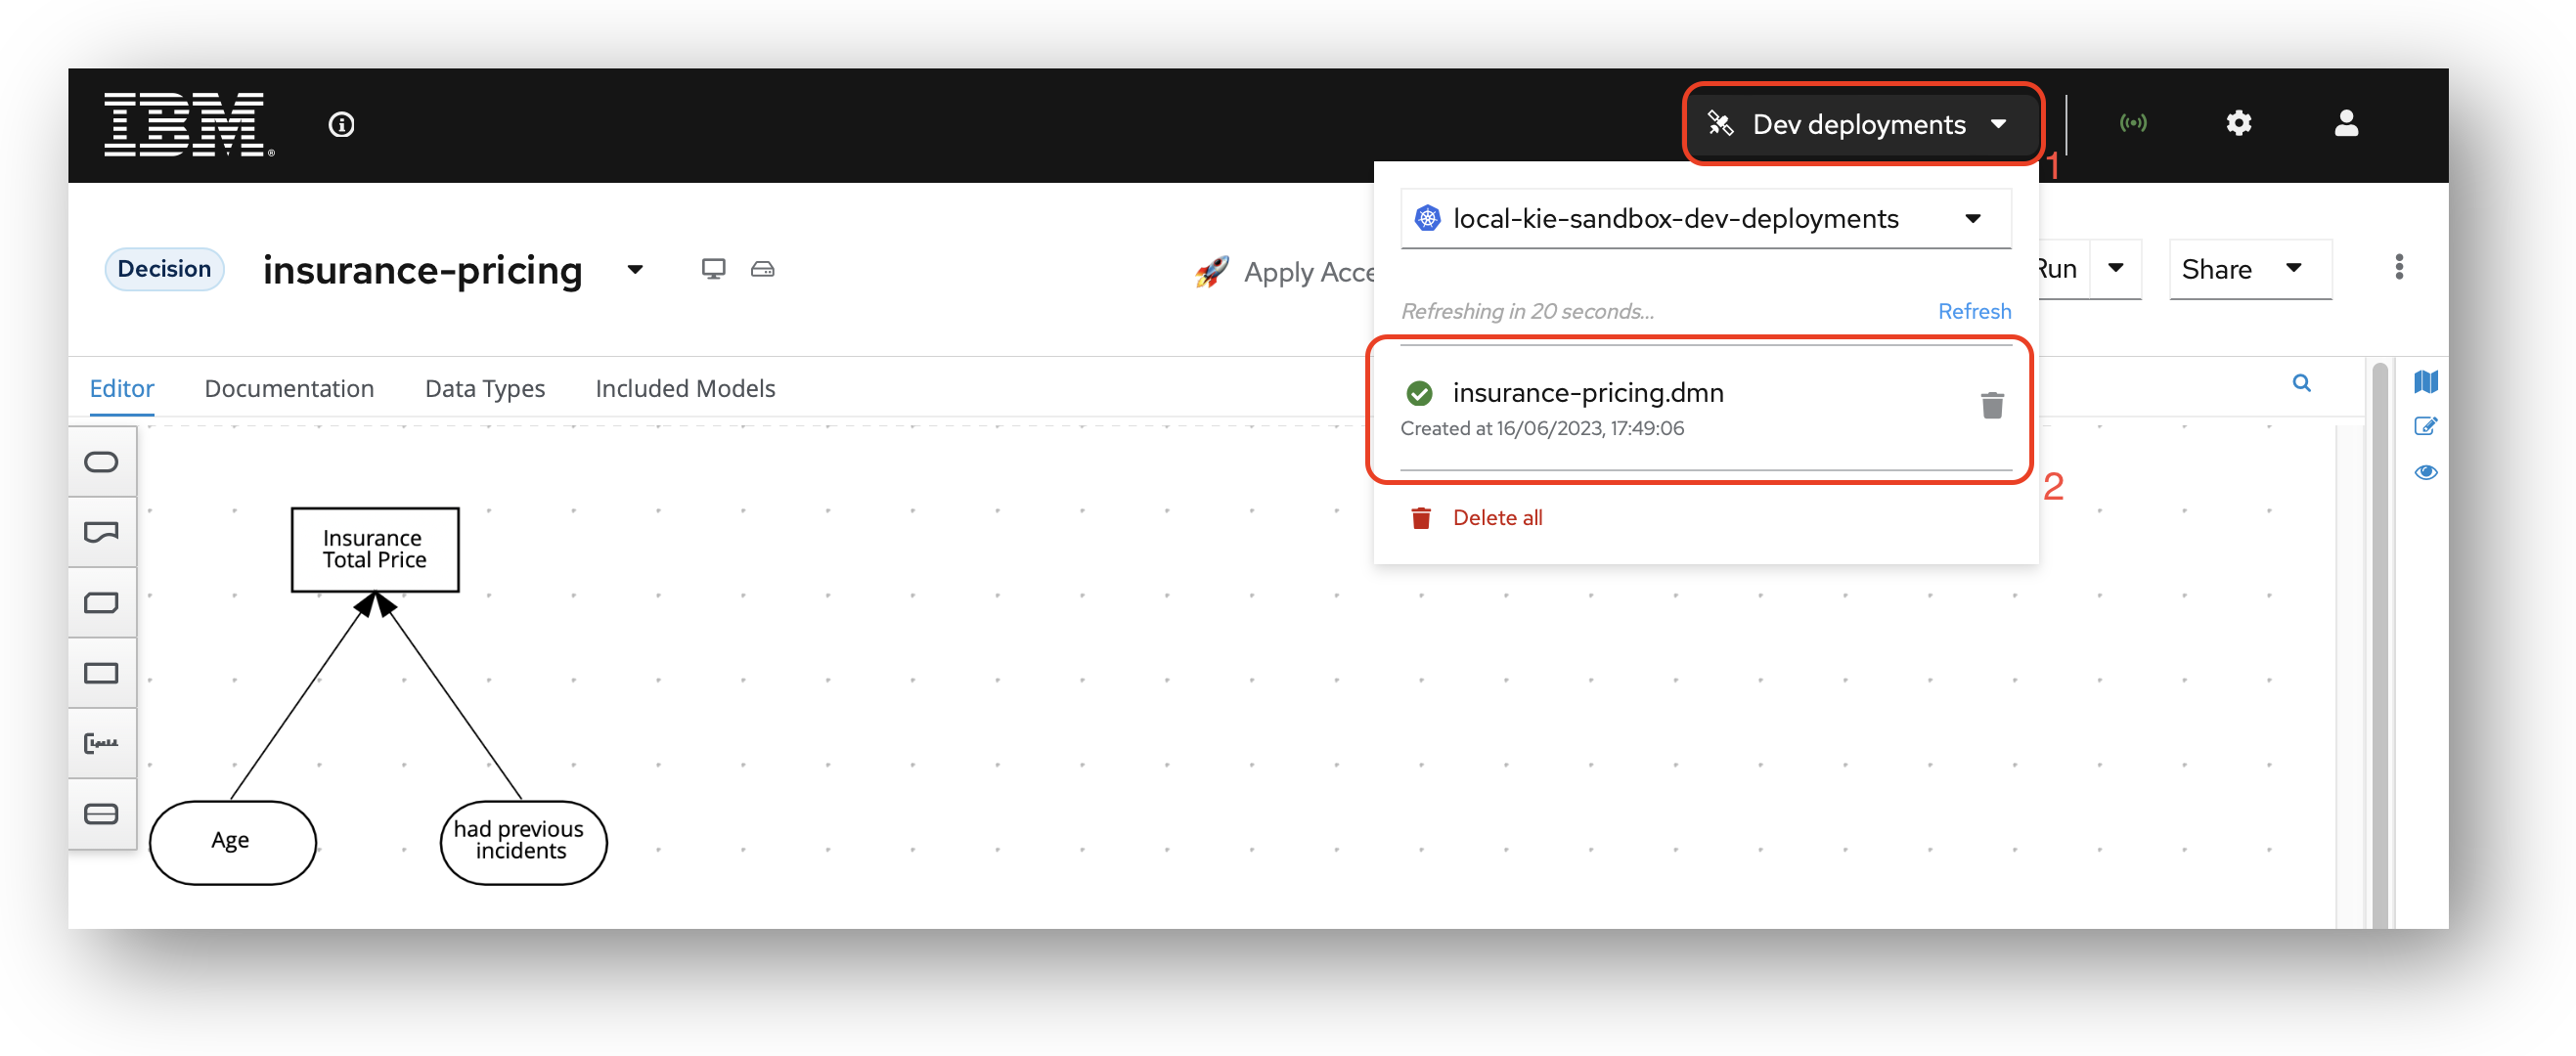 IBM®
Dev deployments
1
local-kie-sandbox-dev-deployments
Decision
insurance-pricing
Apply Acce
Run
Share
Refreshing in 20 seconds...
Refresh
Editor
Documentation
Data Types
Included Models
insurance-pricing.dmn
Created at 16/06/2023, 17:49:06
2
Delete all
Insurance
Total Price
Age
had previous
incidents